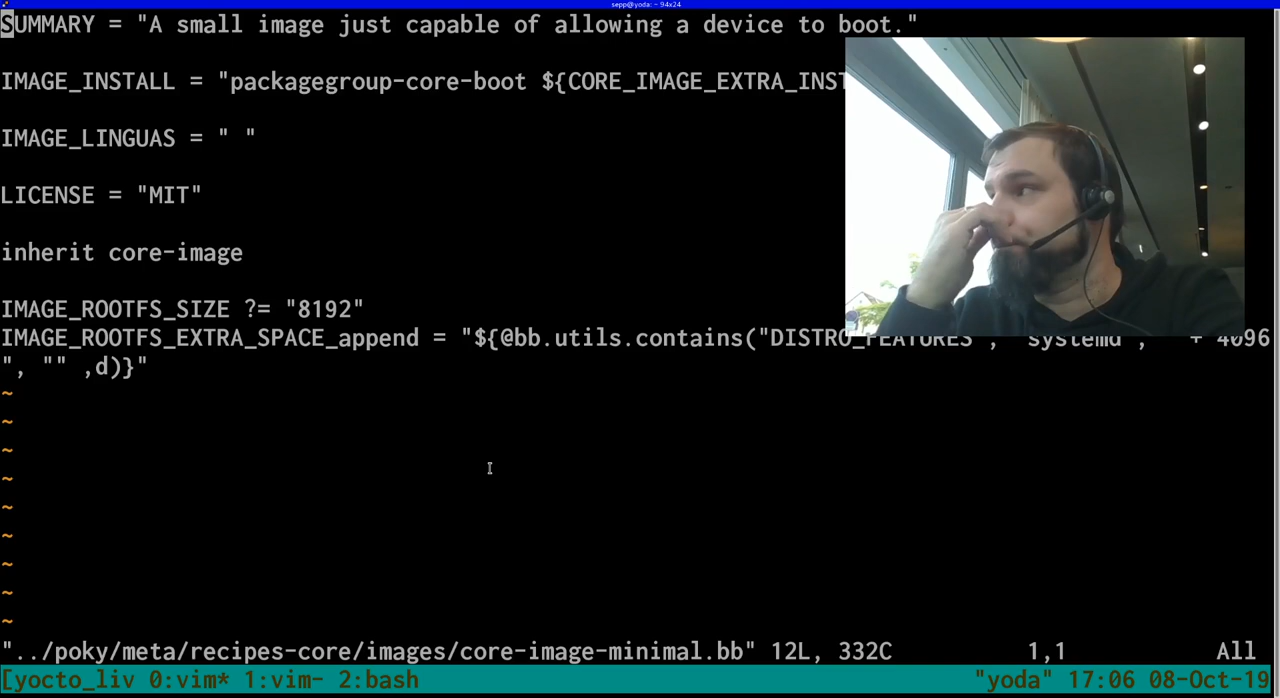 sepp@yoda: ~ 94x24
SUMMARY = "A small image just capable of allowing a device to boot."
IMAGE_INSTALL = "packagegroup-core-boot ${CORE_IMAGE_EXTRA_INST
IMAGE_LINGUAS = " "
LICENSE = "MIT"
inherit core-image
IMAGE_ROOTFS_SIZE ?= "8192"
IMAGE_ROOTFS_EXTRA_SPACE_append = "${@bb.utils.contains("DISTRO_FEATURES", "systemd", " + 4096
", "" ,d)}"
~
~
~
~
~
~
~
~
~
"../poky/meta/recipes-core/images/core-image-minimal.bb" 12L, 332C 1,1 All
[yocto_liv 0:vim* 1:vim- 2:bash "yoda" 17:06 08-Oct-19